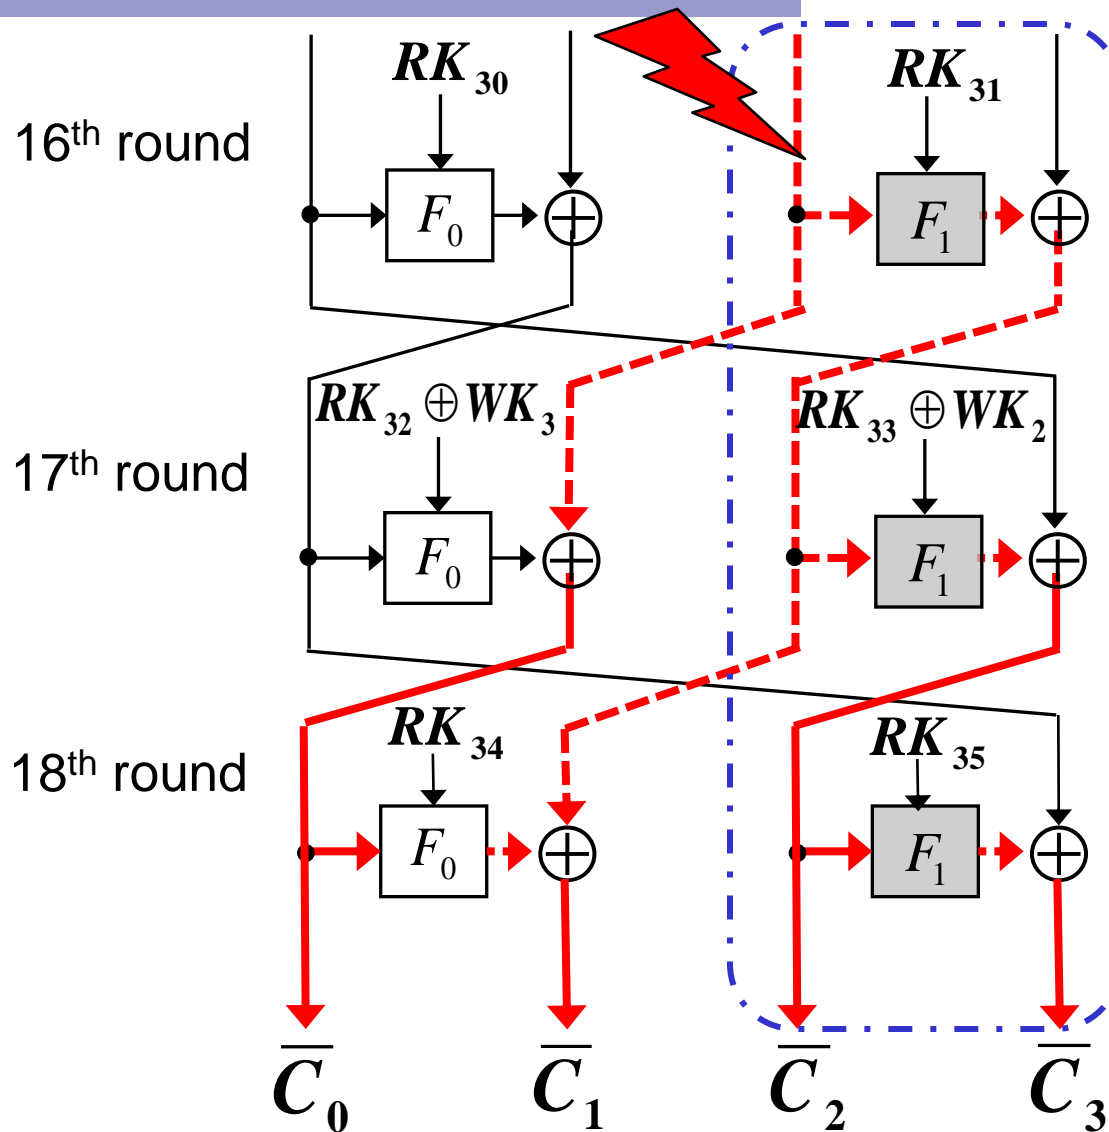 RK₃₀
RK₃₁
16ᵗʰ round
F₀
F₁
RK₃₂ ⊕ WK₃
RK₃₃ ⊕ WK₂
17ᵗʰ round
F₀
F₁
RK₃₄
RK₃₅
18ᵗʰ round
F₀
F₁
C̅₀ C̅₁ C̅₂ C̅₃